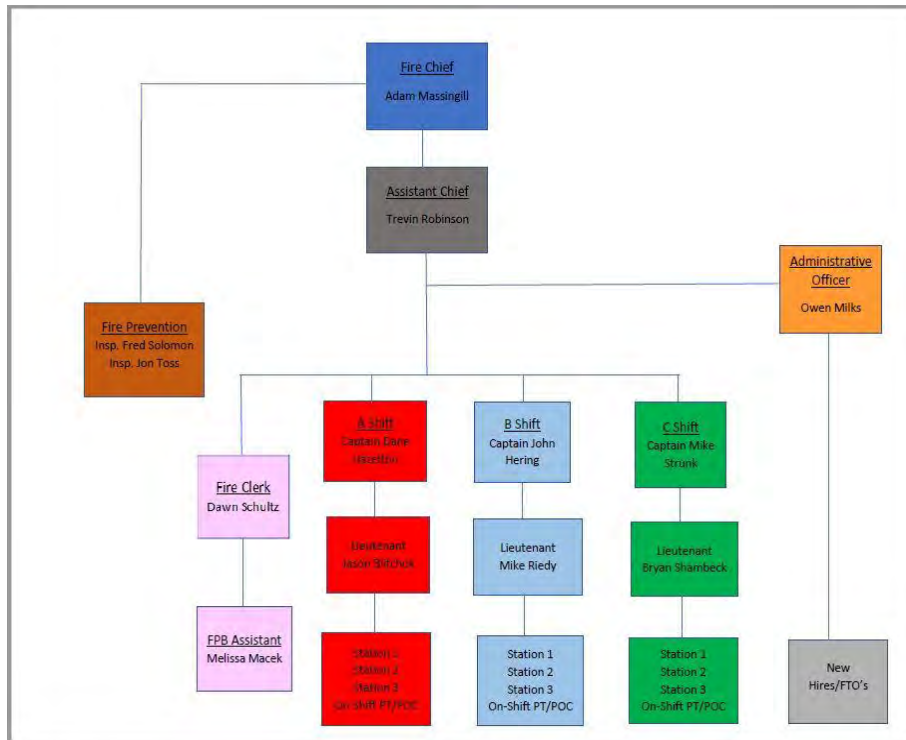 Fire Chief
Adam Massingill
Assistant Chief
Trevin Robinson
Administrative
Officer
Owen Milks
Fire Prevention
Insp. Fred Solomon
Insp. Jon Toss
Fire Clerk
Dawn Schultz
FPB Assistant
Melissa Macek
A Shift
Captain
Lieutenant
Jason
Station 1
Station 2
Station 3
On-Shift PT/POC
B Shift
Captain John
Hering
Lieutenant
Mike Riedy
Station 1
Station 2
Station 3
On-Shift PT/POC
C Shift
Captain Mike
Strunk
Lieutenant
Bryan Shambeck
Station 1
Station 2
Station 3
On-Shift PT/POC
New
Hires/FTO's